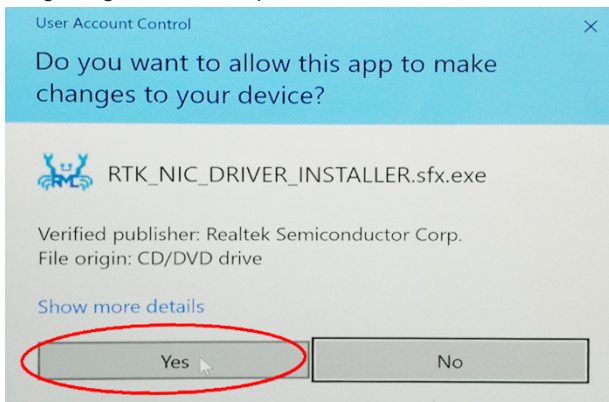 User Account Control
Do you want to allow this app to make
changes to your device?
RTK_NIC_DRIVER_INSTALLER.sfx.exe
Verified publisher: Realtek Semiconductor Corp.
File origin: CD/DVD drive
Show more details
Yes
No